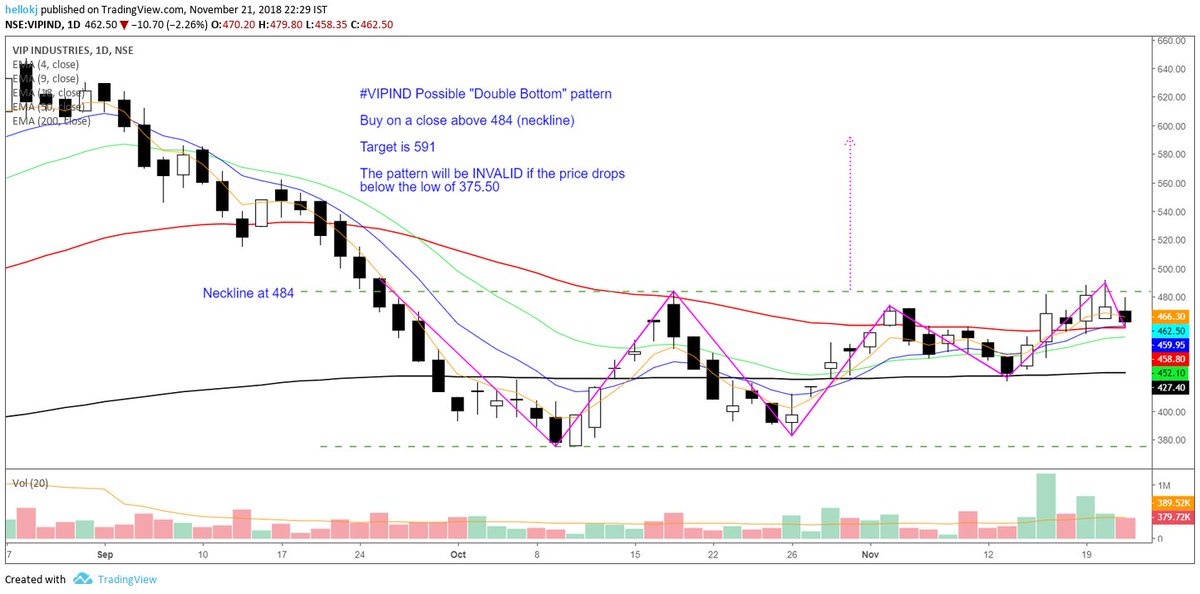 hellokj published on TradingView.com, November 21, 2018 22:29 IST
NSE:VIPIND, 1D 462.50 ▼ −10.70 (−2.26%) O:470.20 H:479.80 L:458.35 C:462.50
VIP INDUSTRIES, 1D, NSE
EMA (4, close)
EMA (9, close)
EMA (18, close)
EMA (50, close)
EMA (200, close)
#VIPIND Possible "Double Bottom" pattern
Buy on a close above 484 (neckline)
Target is 591
The pattern will be INVALID if the price drops
below the low of 375.50
Neckline at 484
660.00
640.00
620.00
600.00
580.00
560.00
540.00
520.00
500.00
480.00
466.30
462.50
459.95
458.80
452.10
427.40
400.00
380.00
Vol (20)
1M
389.52K
379.72K
0
7 Sep 10 17 24 Oct 8 15 22 26 Nov 12 19
Created with TradingView